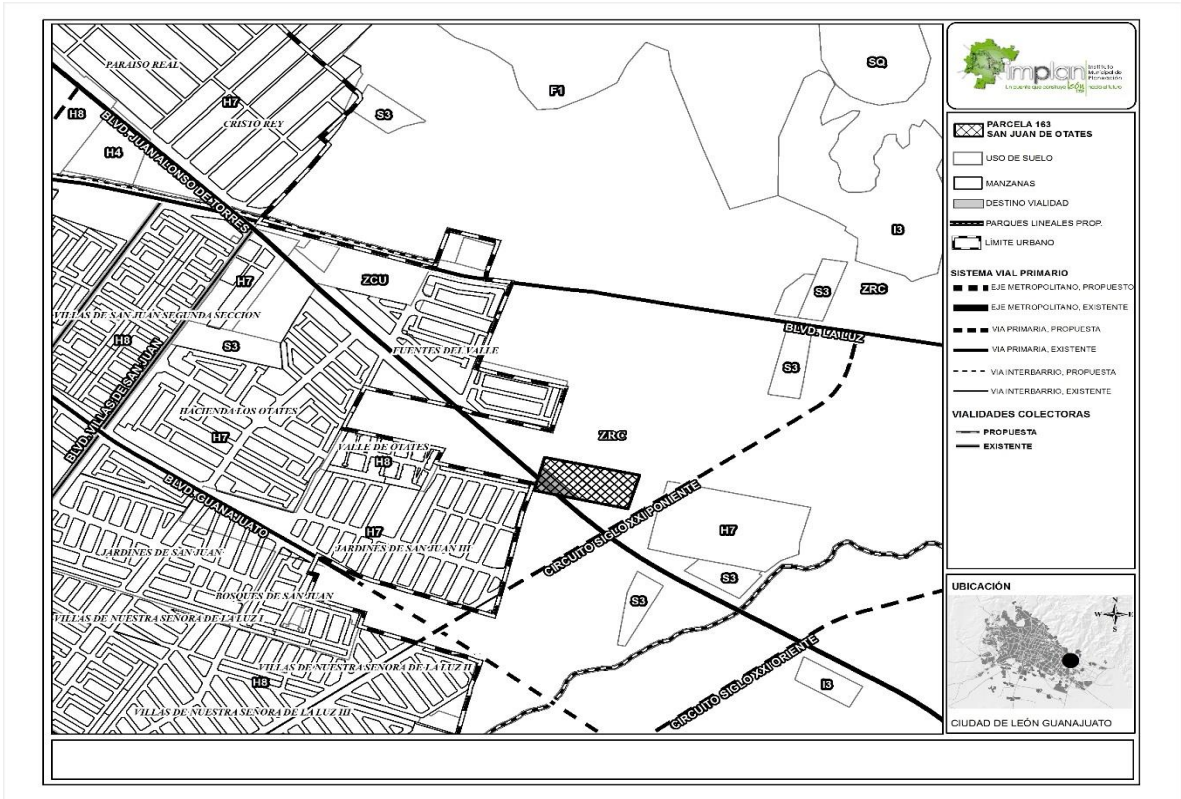 PARAISO REAL
F1
SQ
H7
S3
H8
CRISTO REY
BLVD. JUAN ALONSO DE TORRES
H4
I3
H7
ZCU
S3
ZRC
VILLAS DE SAN JUAN SEGUNDA SECCION
BLVD. LA LUZ
H8
S3
FUENTES DEL VALLE
S3
BLVD. VILLAS DE SAN JUAN
HACIENDA LOS OTATES
H7
ZRC
VALLE DE OTATES
H8
BLVD. GUANAJUATO
CIRCUITO SIGLO XXI PONIENTE
H7
H7
JARDINES DE SAN JUAN
JARDINES DE SAN JUAN III
S3
BOSQUES DE SAN JUAN
S3
VILLAS DE NUESTRA SEÑORA DE LA LUZ I
CIRCUITO SIGLO XXI ORIENTE
VILLAS DE NUESTRA SEÑORA DE LA LUZ II
H8
I3
VILLAS DE NUESTRA SEÑORA DE LA LUZ III
implan
Instituto
Municipal de
Planeación
León
PARCELA 163
SAN JUAN DE OTATES
USO DE SUELO
MANZANAS
DESTINO VIALIDAD
PARQUES LINEALES PROP.
LÍMITE URBANO
SISTEMA VIAL PRIMARIO
EJE METROPOLITANO, PROPUESTO
EJE METROPOLITANO, EXISTENTE
VIA PRIMARIA, PROPUESTA
VIA PRIMARIA, EXISTENTE
VIA INTERBARRIO, PROPUESTA
VIA INTERBARRIO, EXISTENTE
VIALIDADES COLECTORAS
PROPUESTA
EXISTENTE
UBICACIÓN
N
W E
S
CIUDAD DE LEÓN GUANAJUATO